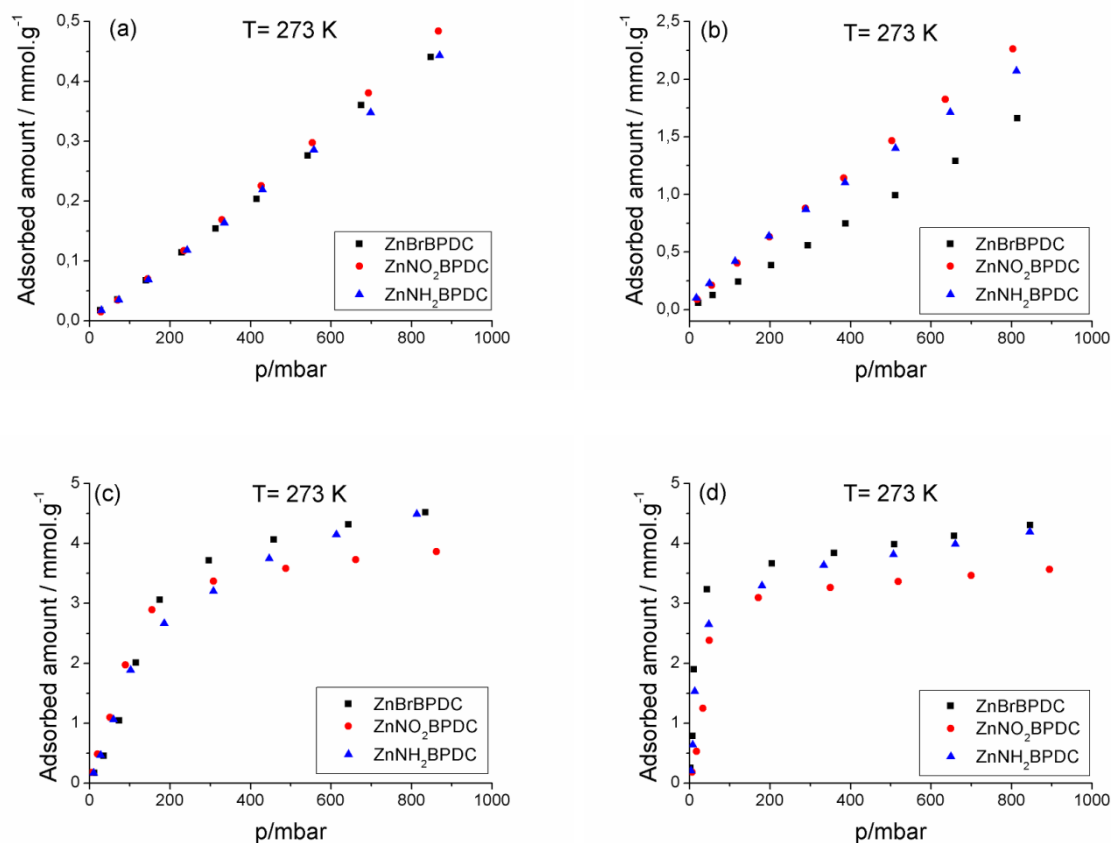 (a)
T= 273 K
Adsorbed amount / mmol.g⁻¹
0,5
0,4
0,3
0,2
0,1
0,0
ZnBrBPDC
ZnNO₂BPDC
ZnNH₂BPDC
0 200 400 600 800 1000
p/mbar
(b)
T= 273 K
Adsorbed amount / mmol.g⁻¹
2,5
2,0
1,5
1,0
0,5
0,0
ZnBrBPDC
ZnNO₂BPDC
ZnNH₂BPDC
0 200 400 600 800 1000
p/mbar
(c)
T= 273 K
Adsorbed amount / mmol.g⁻¹
5
4
3
2
1
0
ZnBrBPDC
ZnNO₂BPDC
ZnNH₂BPDC
0 200 400 600 800 1000
p/mbar
(d)
T= 273 K
Adsorbed amount / mmol.g⁻¹
5
4
3
2
1
0
ZnBrBPDC
ZnNO₂BPDC
ZnNH₂BPDC
0 200 400 600 800 1000
p/mbar